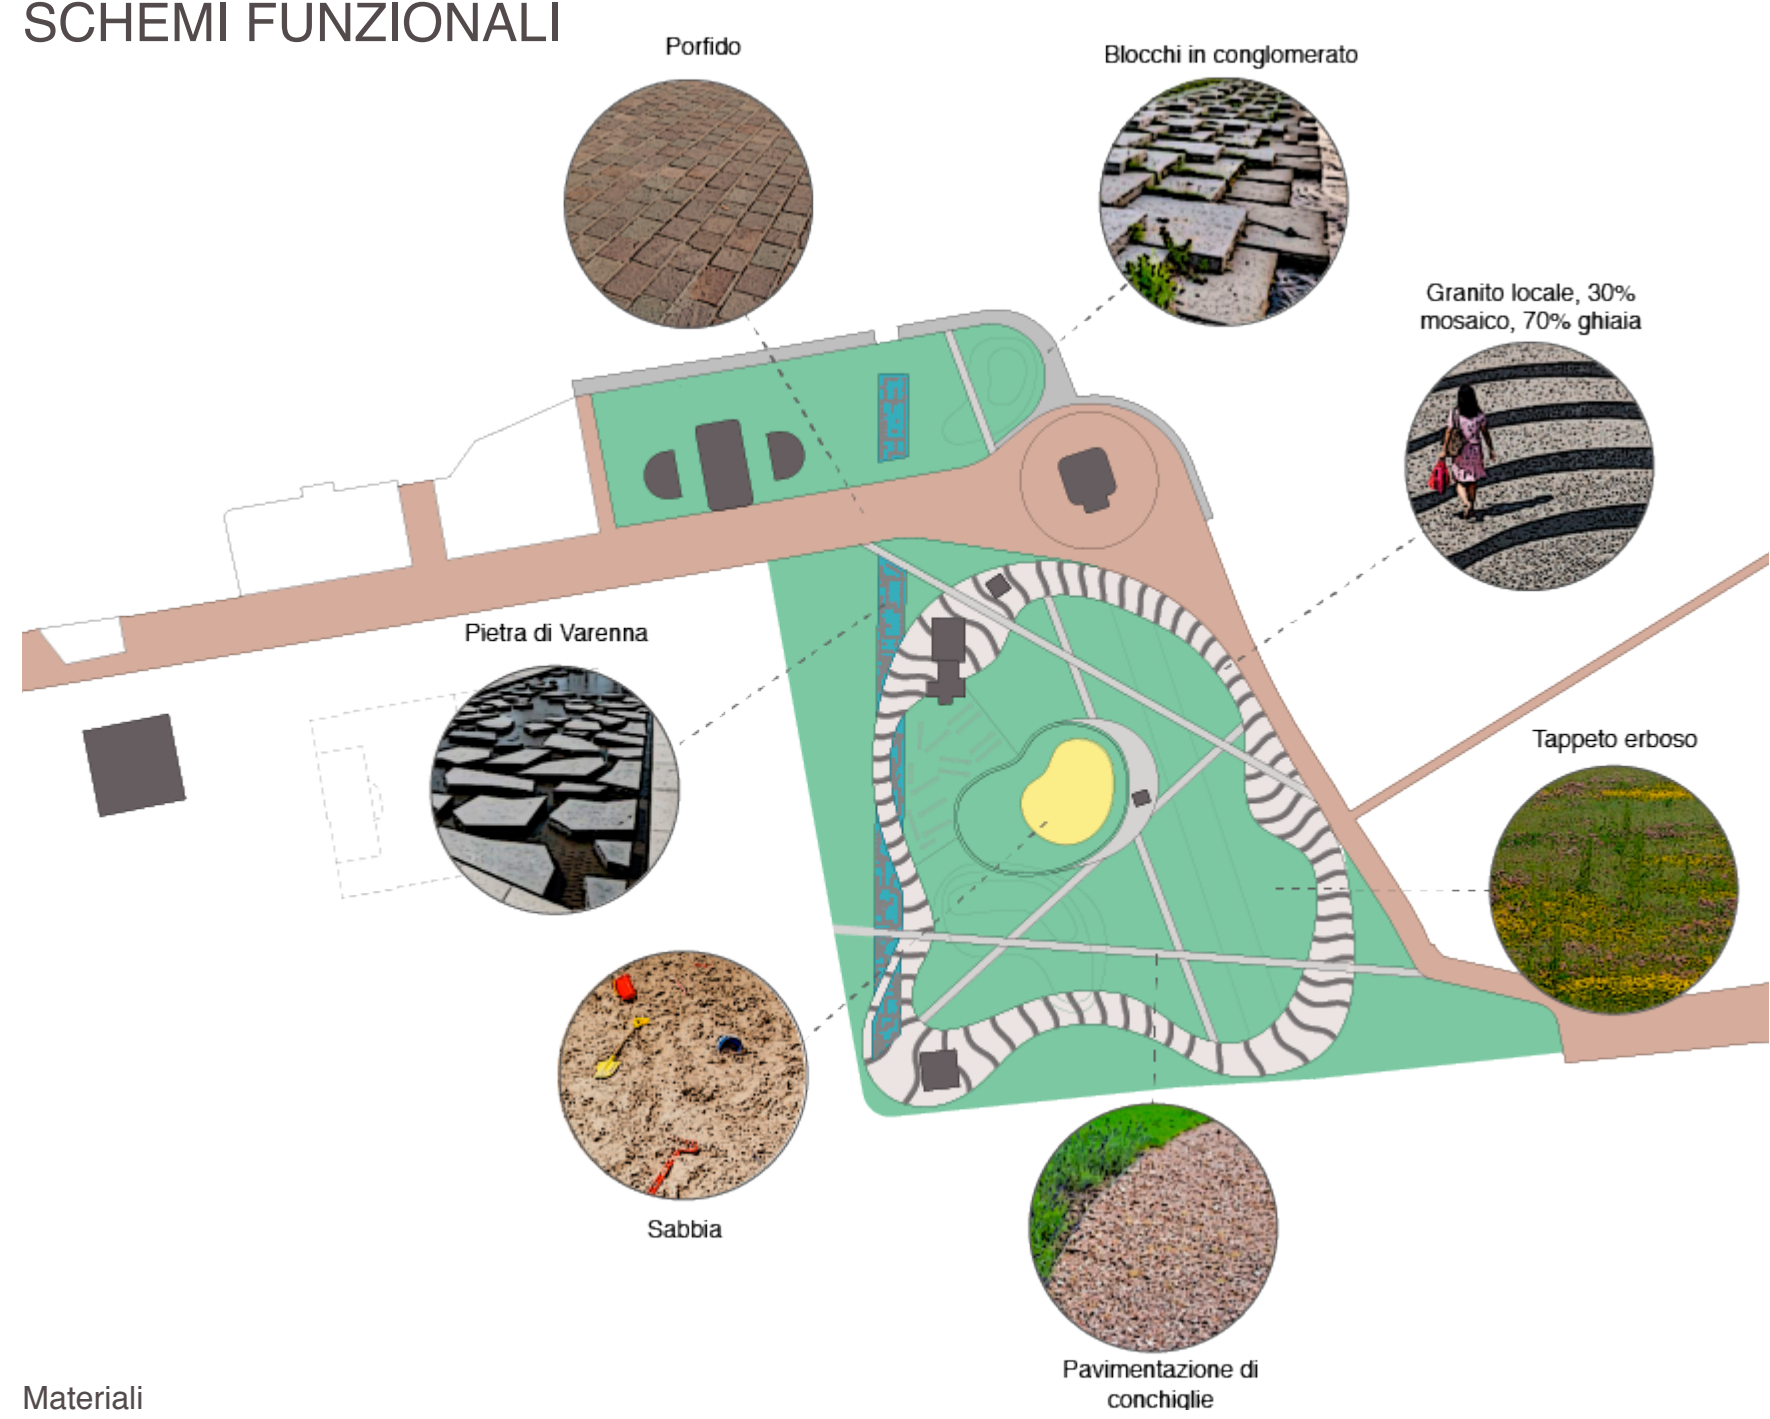 SCHEMI FUNZIONALI
Porfido
Blocchi in conglomerato
Granito locale, 30%
mosaico, 70% ghiaia
Pietra di Varenna
Tappeto erboso
Sabbia
Pavimentazione di
conchiglie
Materiali